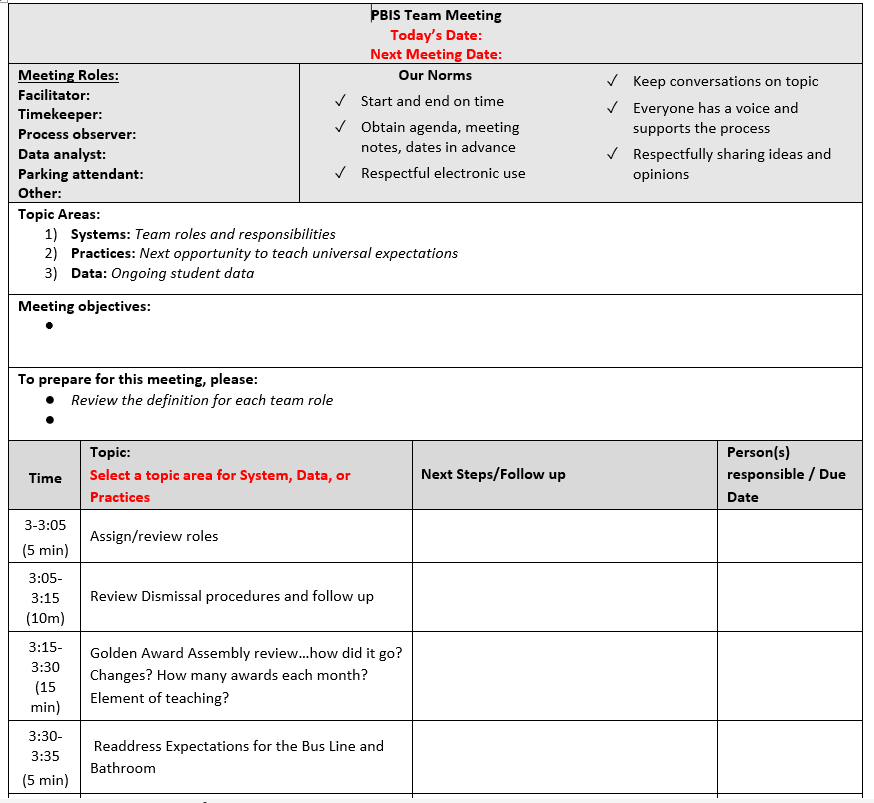 PBIS Team Meeting
Today's Date:
Next Meeting Date:
Meeting Roles:
Facilitator:
Timekeeper:
Process observer:
Data analyst:
Parking attendant:
Other:
Our Norms
✓ Start and end on time
✓ Obtain agenda, meeting
notes, dates in advance
✓ Respectful electronic use
✓ Keep conversations on topic
✓ Everyone has a voice and
supports the process
✓ Respectfully sharing ideas and
opinions
Topic Areas:
1) Systems: Team roles and responsibilities
2) Practices: Next opportunity to teach universal expectations
3) Data: Ongoing student data
Meeting objectives:
●
To prepare for this meeting, please:
● Review the definition for each team role
●
Time
Topic:
Select a topic area for System, Data, or
Practices
Next Steps/Follow up
Person(s)
responsible / Due
Date
3-3:05
(5 min)
Assign/review roles
3:05-
3:15
(10m)
Review Dismissal procedures and follow up
3:15-
3:30
(15
min)
Golden Award Assembly review...how did it go?
Changes? How many awards each month?
Element of teaching?
3:30-
3:35
(5 min)
Readdress Expectations for the Bus Line and
Bathroom